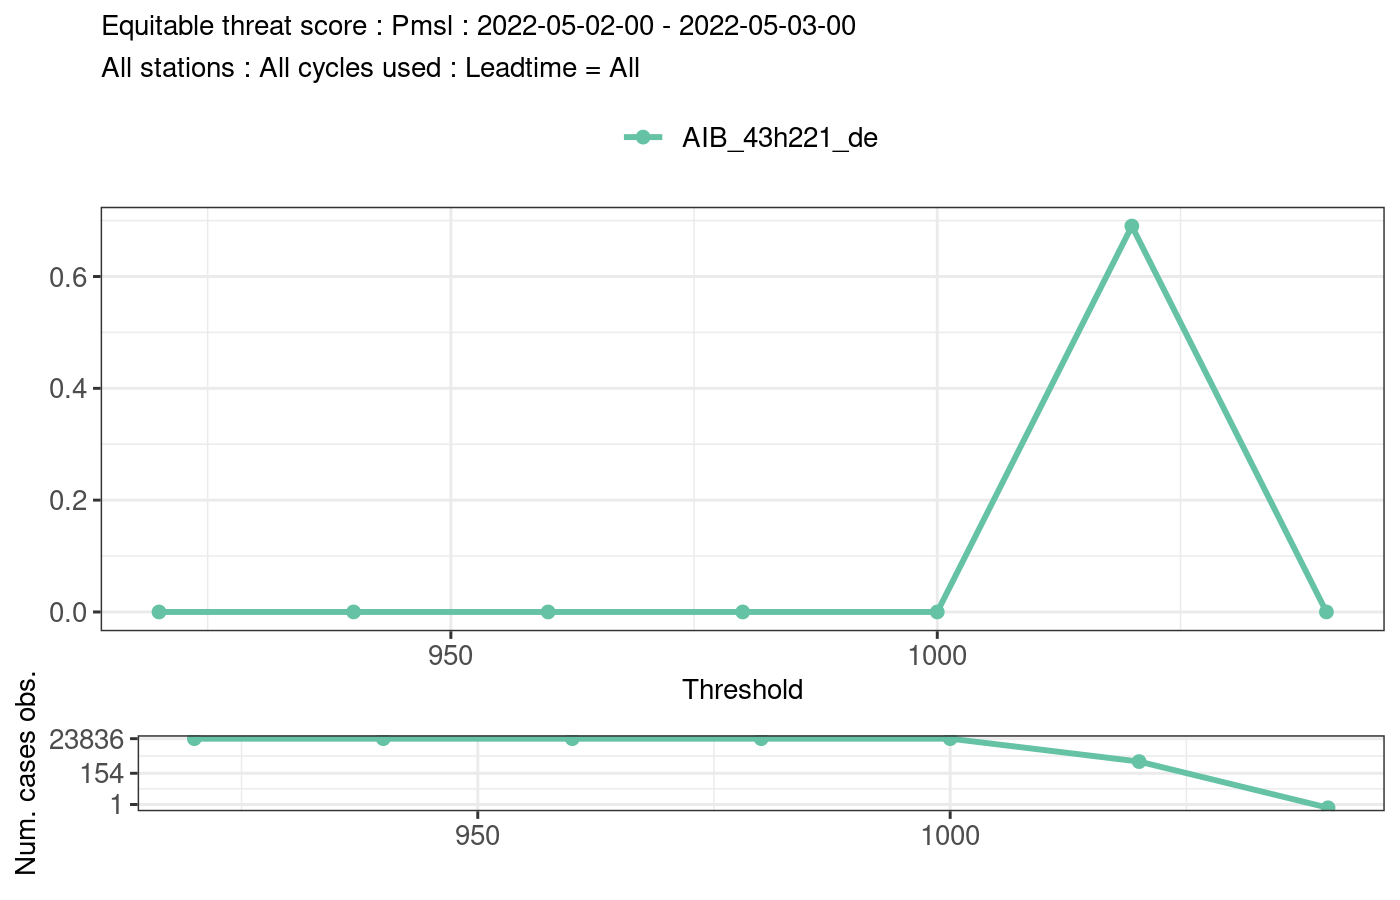 Equitable threat score : Pmsl : 2022-05-02-00 - 2022-05-03-00
All stations : All cycles used : Leadtime = All
AIB_43h221_de
0.6
0.4
0.2
0.0
950 1000
Threshold
Num. cases obs.
23836
154
1
950 1000